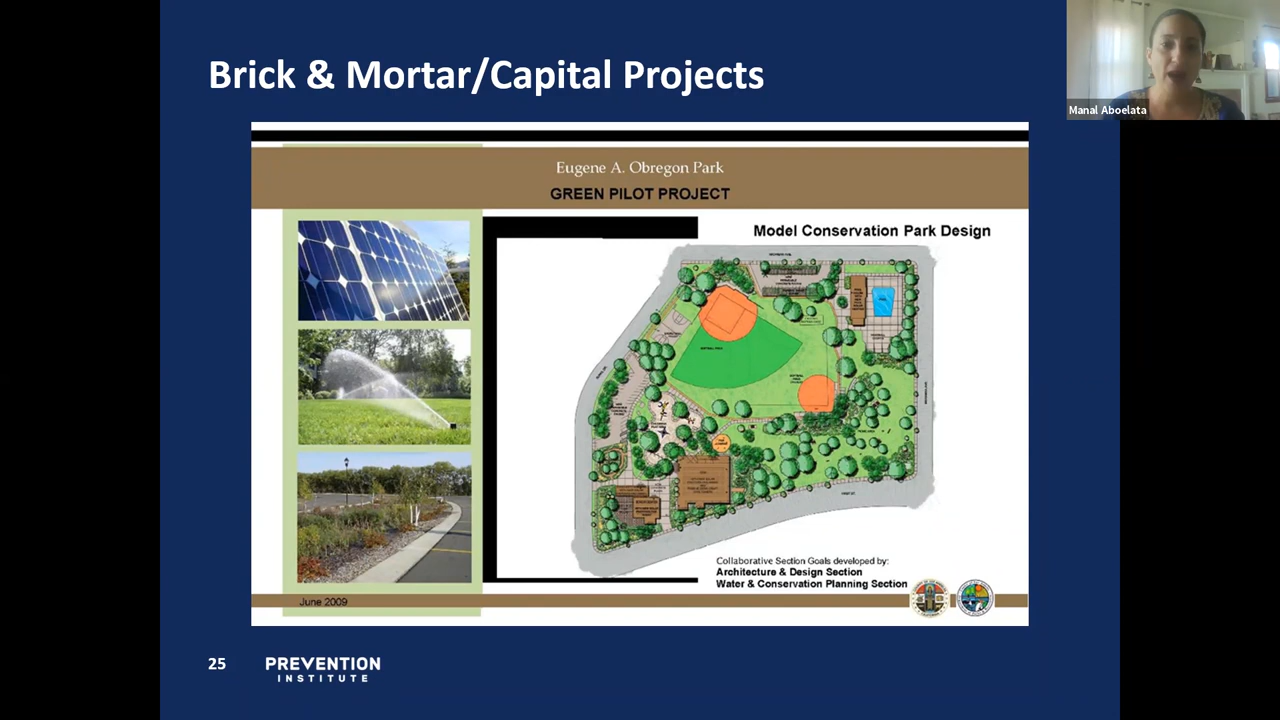 Brick & Mortar/Capital Projects
Manal Aboelata
Eugene A. Obregon Park
GREEN PILOT PROJECT
Model Conservation Park Design
Collaborative Section Goals developed by:
Architecture & Design Section
Water & Conservation Planning Section
June 2009
25
PREVENTION
INSTITUTE